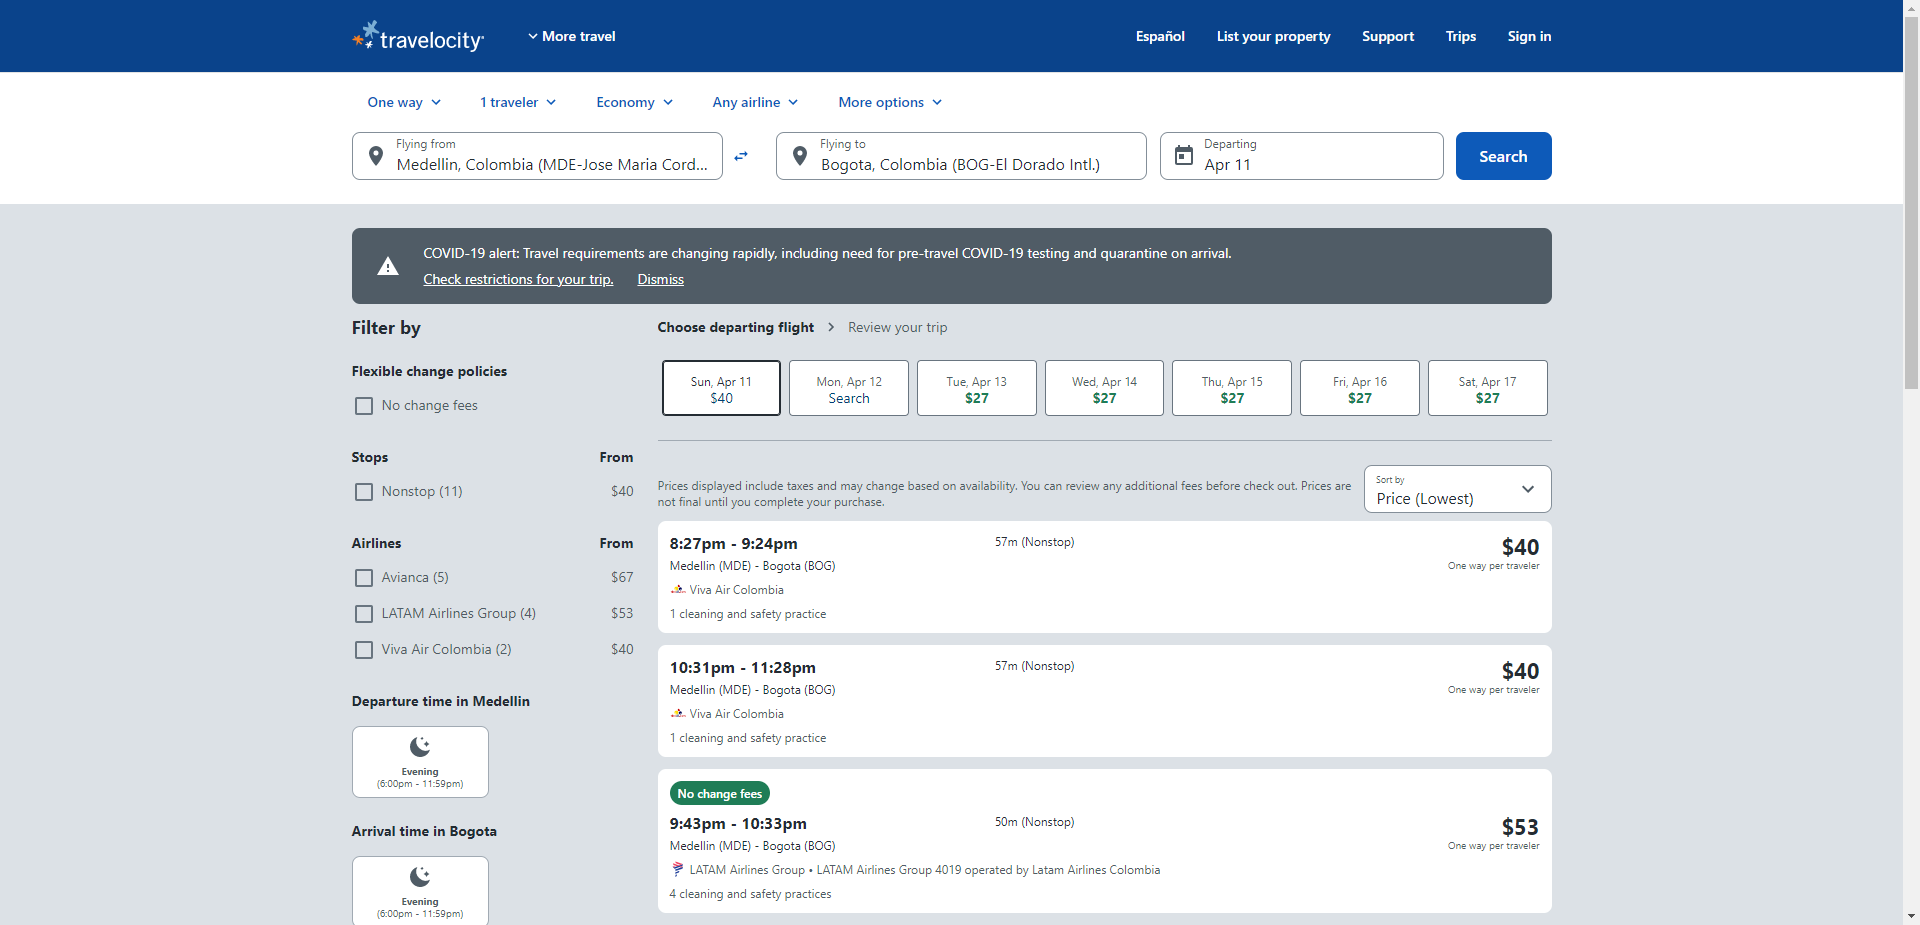 travelocity
More travel
Español
List your property
Support
Trips
Sign in
One way
1 traveler
Economy
Any airline
More options
Flying from
Medellin, Colombia (MDE-Jose Maria Cord...
Flying to
Bogota, Colombia (BOG-El Dorado Intl.)
Departing
Apr 11
Search
COVID-19 alert: Travel requirements are changing rapidly, including need for pre-travel COVID-19 testing and quarantine on arrival.
Check restrictions for your trip.
Dismiss
Filter by
Flexible change policies
No change fees
Stops From
Nonstop (11) $40
Airlines From
Avianca (5) $67
LATAM Airlines Group (4) $53
Viva Air Colombia (2) $40
Departure time in Medellin
Evening
(6:00pm - 11:59pm)
Arrival time in Bogota
Evening
(6:00pm - 11:59pm)
Choose departing flight
Review your trip
Sun, Apr 11
$40
Mon, Apr 12
Search
Tue, Apr 13
$27
Wed, Apr 14
$27
Thu, Apr 15
$27
Fri, Apr 16
$27
Sat, Apr 17
$27
Prices displayed include taxes and may change based on availability. You can review any additional fees before check out. Prices are
not final until you complete your purchase.
Sort by
Price (Lowest)
8:27pm - 9:24pm
57m (Nonstop)
$40
Medellin (MDE) - Bogota (BOG)
One way per traveler
Viva Air Colombia
1 cleaning and safety practice
10:31pm - 11:28pm
57m (Nonstop)
$40
Medellin (MDE) - Bogota (BOG)
One way per traveler
Viva Air Colombia
1 cleaning and safety practice
No change fees
9:43pm - 10:33pm
50m (Nonstop)
$53
Medellin (MDE) - Bogota (BOG)
One way per traveler
LATAM Airlines Group • LATAM Airlines Group 4019 operated by Latam Airlines Colombia
4 cleaning and safety practices